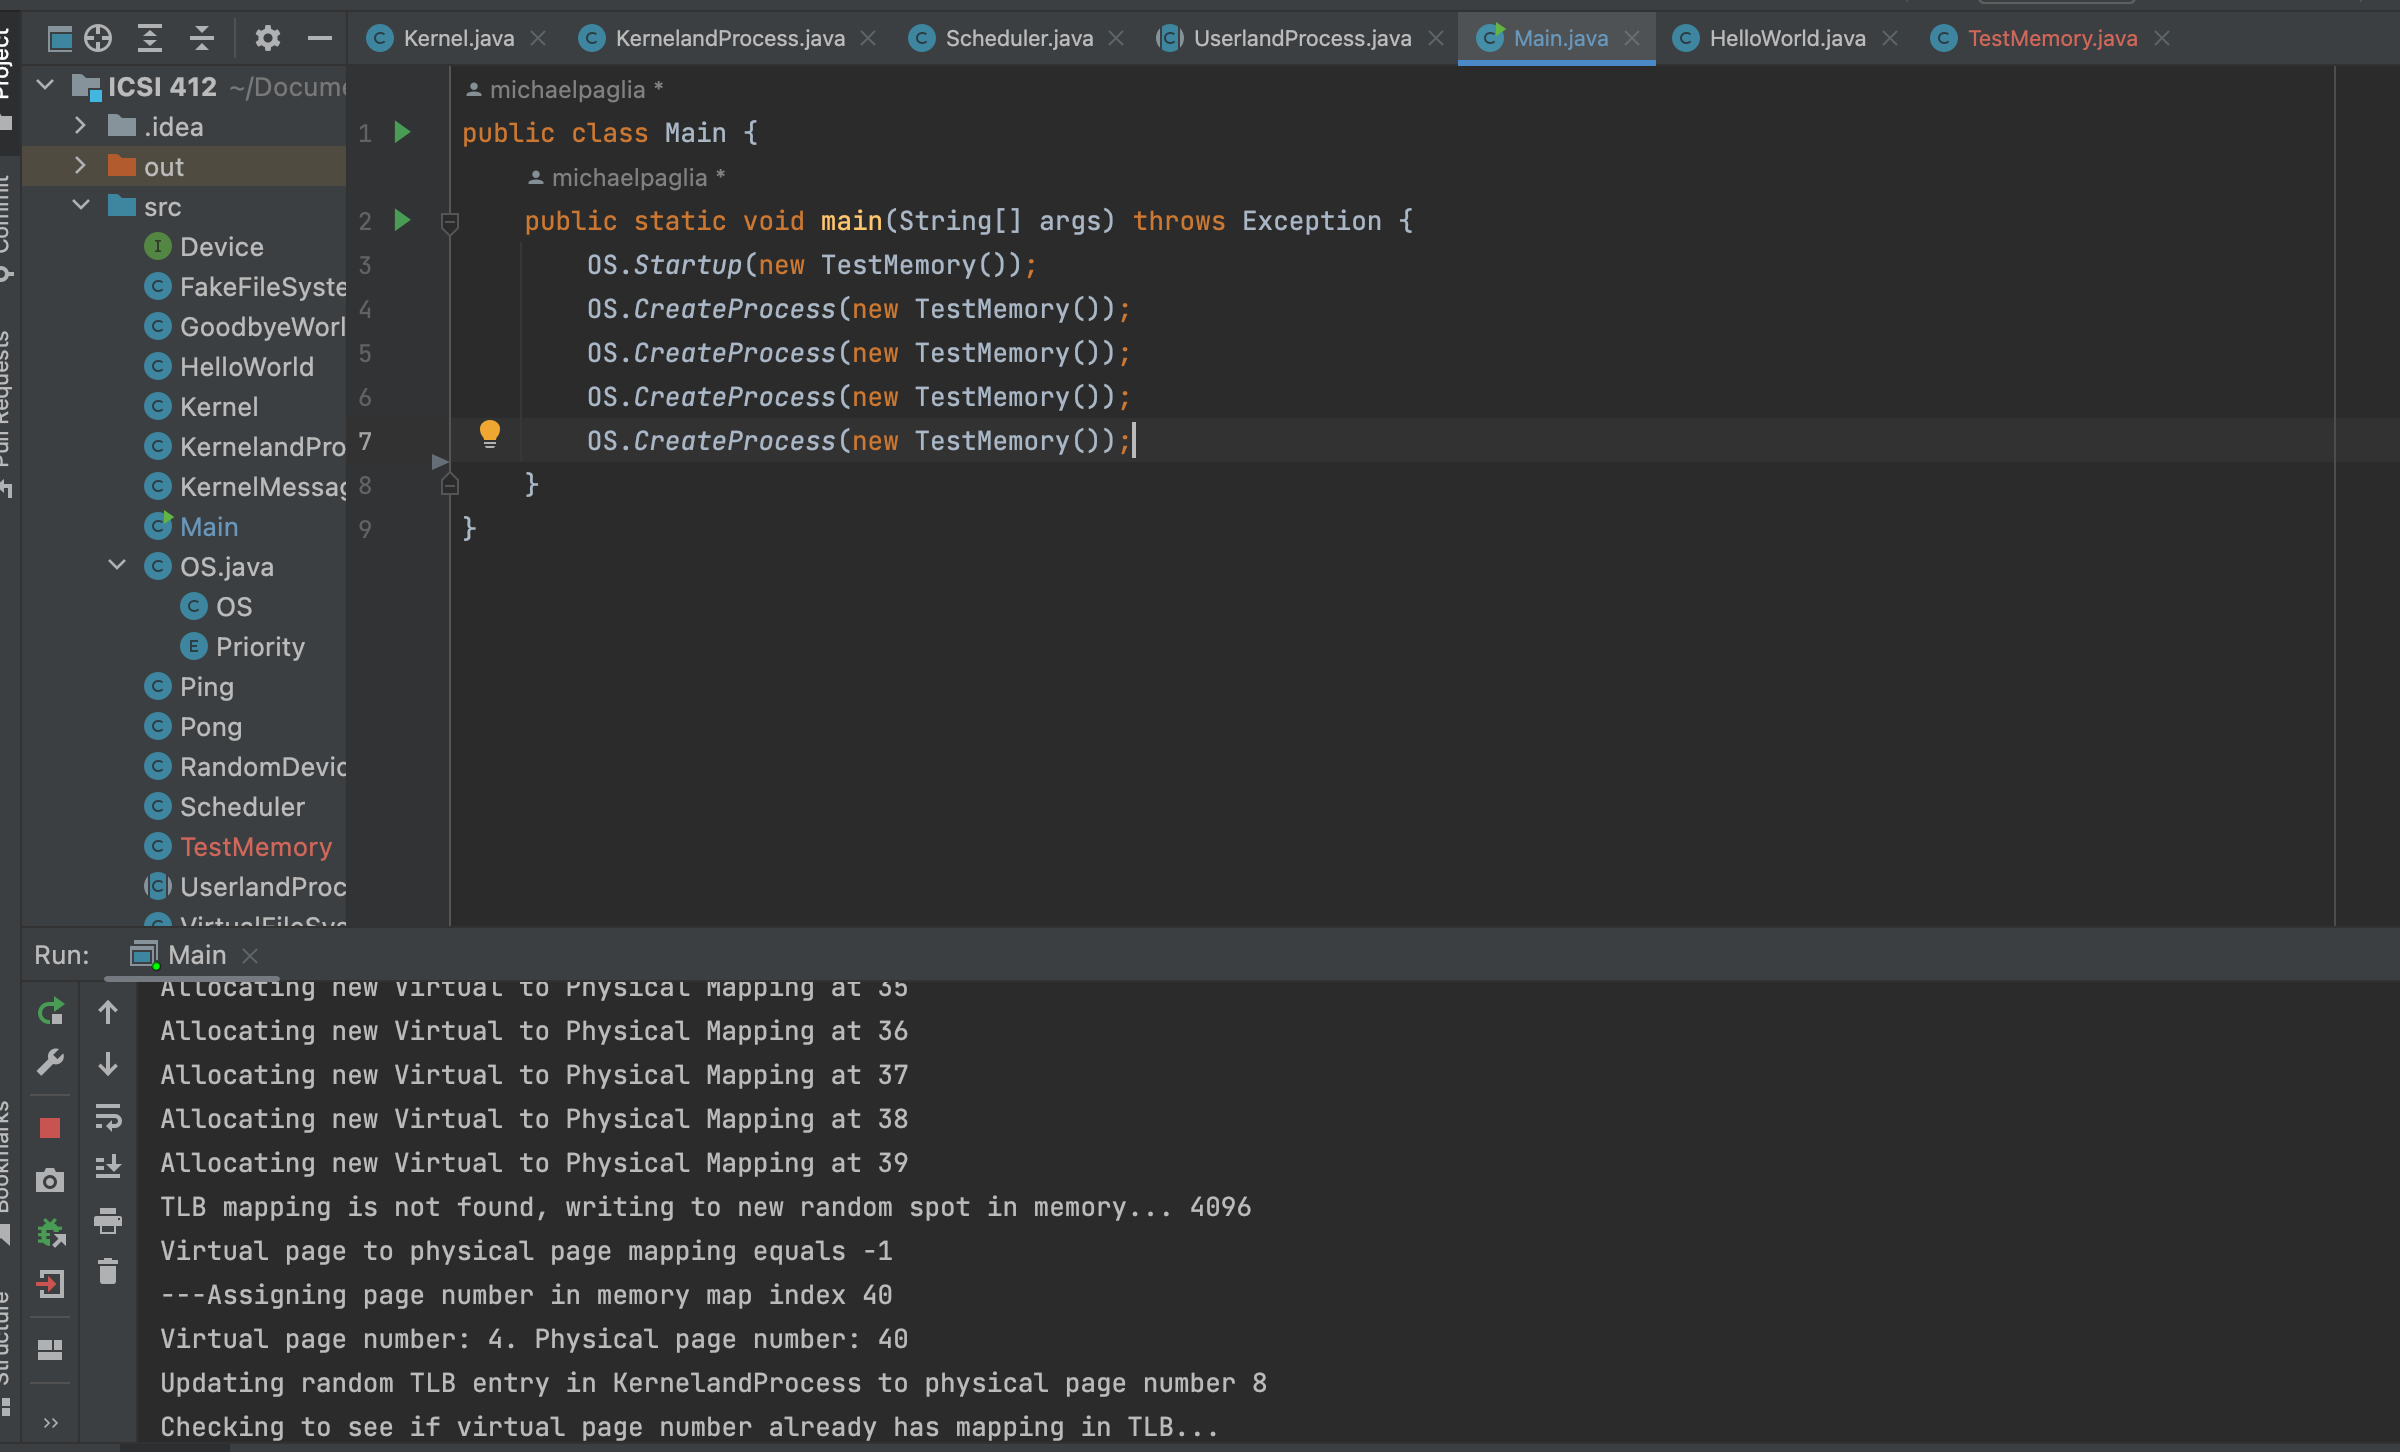 Project
Commit
Pull Requests
Bookmarks
Structure
Kernel.java
KernelandProcess.java
Scheduler.java
UserlandProcess.java
Main.java
HelloWorld.java
TestMemory.java
ICSI 412 ~/Docume
.idea
out
src
Device
FakeFileSyste
GoodbyeWorl
HelloWorld
Kernel
KernelandPro
KernelMessag
Main
OS.java
OS
Priority
Ping
Pong
RandomDevic
Scheduler
TestMemory
UserlandProc
VirtualFileSys
michaelpaglia *
1 public class Main {
michaelpaglia *
2 public static void main(String[] args) throws Exception {
3 OS.Startup(new TestMemory());
4 OS.CreateProcess(new TestMemory());
5 OS.CreateProcess(new TestMemory());
6 OS.CreateProcess(new TestMemory());
7 OS.CreateProcess(new TestMemory());
8 }
9 }
Run: Main
Allocating new Virtual to Physical Mapping at 35
Allocating new Virtual to Physical Mapping at 36
Allocating new Virtual to Physical Mapping at 37
Allocating new Virtual to Physical Mapping at 38
Allocating new Virtual to Physical Mapping at 39
TLB mapping is not found, writing to new random spot in memory... 4096
Virtual page to physical page mapping equals -1
---Assigning page number in memory map index 40
Virtual page number: 4. Physical page number: 40
Updating random TLB entry in KernelandProcess to physical page number 8
Checking to see if virtual page number already has mapping in TLB...